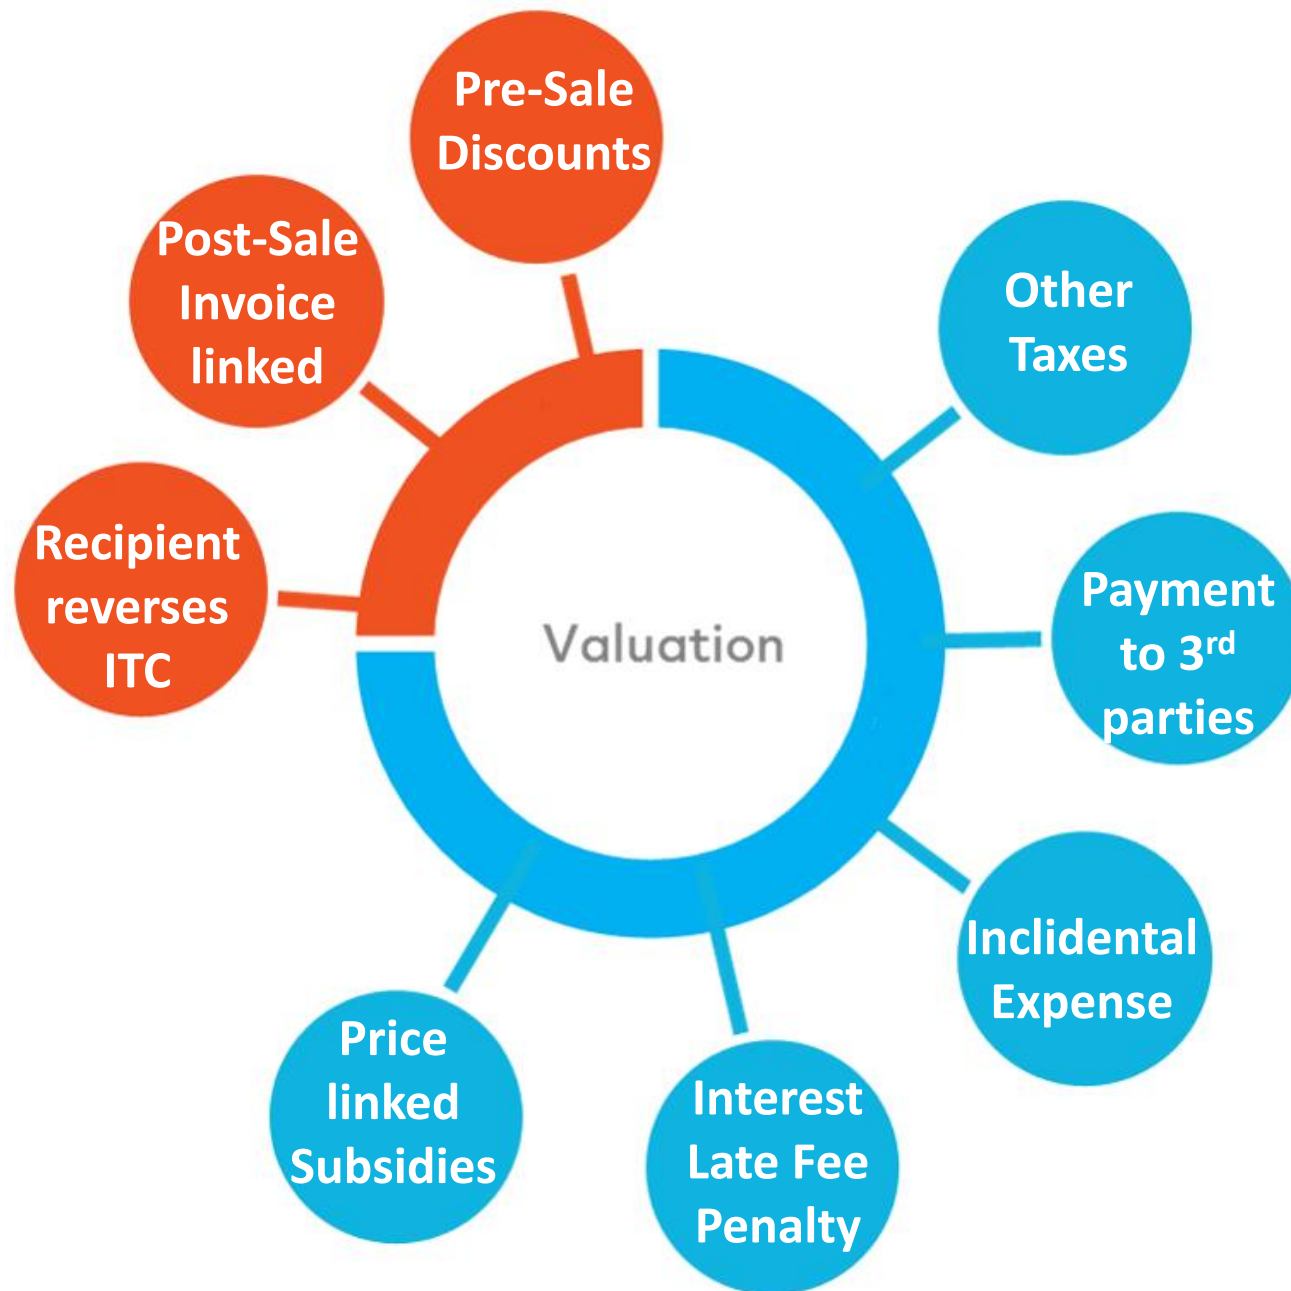 Pre-Sale
Discounts
Post-Sale
Invoice
linked
Other
Taxes
Recipient
reverses
ITC
Payment
to 3rd
parties
Valuation
Inclidental
Expense
Price
linked
Subsidies
Interest
Late Fee
Penalty